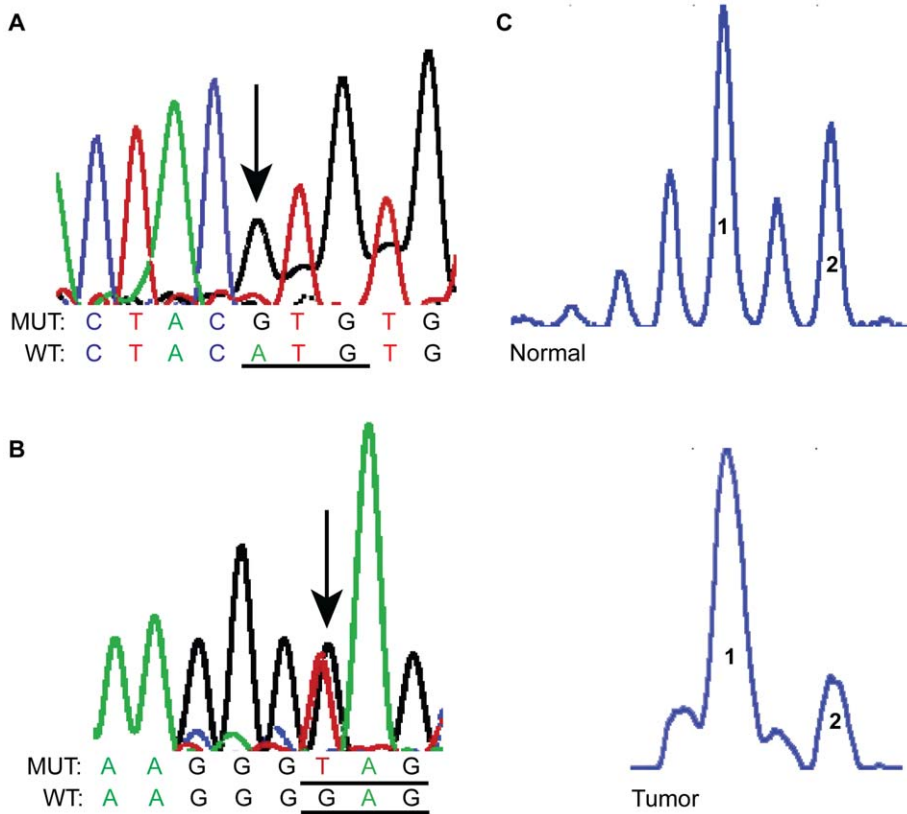 A
MUT: C T A C G T G T G
WT: C T A C A T G T G
B
MUT: A A G G G T A G
WT: A A G G G G A G
C
1
2
Normal
1
2
Tumor